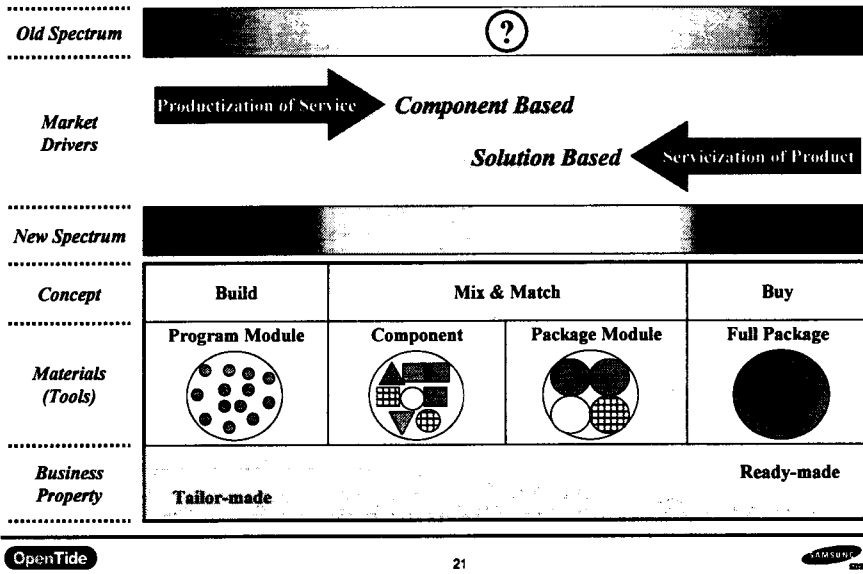 Old Spectrum
?
Market
Drivers
Productization of Service
Component Based
Solution Based
Servicization of Product
New Spectrum
Concept
Build
Mix & Match
Buy
Materials
(Tools)
Program Module
Component
Package Module
Full Package
Business
Property
Tailor-made
Ready-made
OpenTide
21
SAMSUNG